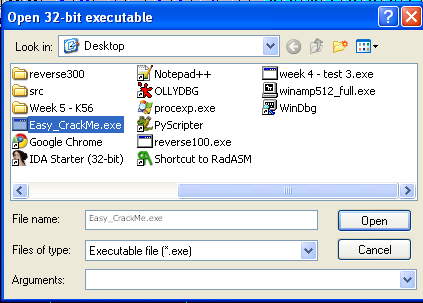 Open 32-bit executable
Look in: Desktop
reverse300 Notepad++ week 4 - test 3.exe
src OLLYDBG winamp512_full.exe
Week 5 - K56 procexp.exe WinDbg
Easy_CrackMe.exe PyScripter
Google Chrome reverse100.exe
IDA Starter (32-bit) Shortcut to RadASM
File name: Easy_CrackMe.exe Open
Files of type: Executable file (*.exe) Cancel
Arguments: